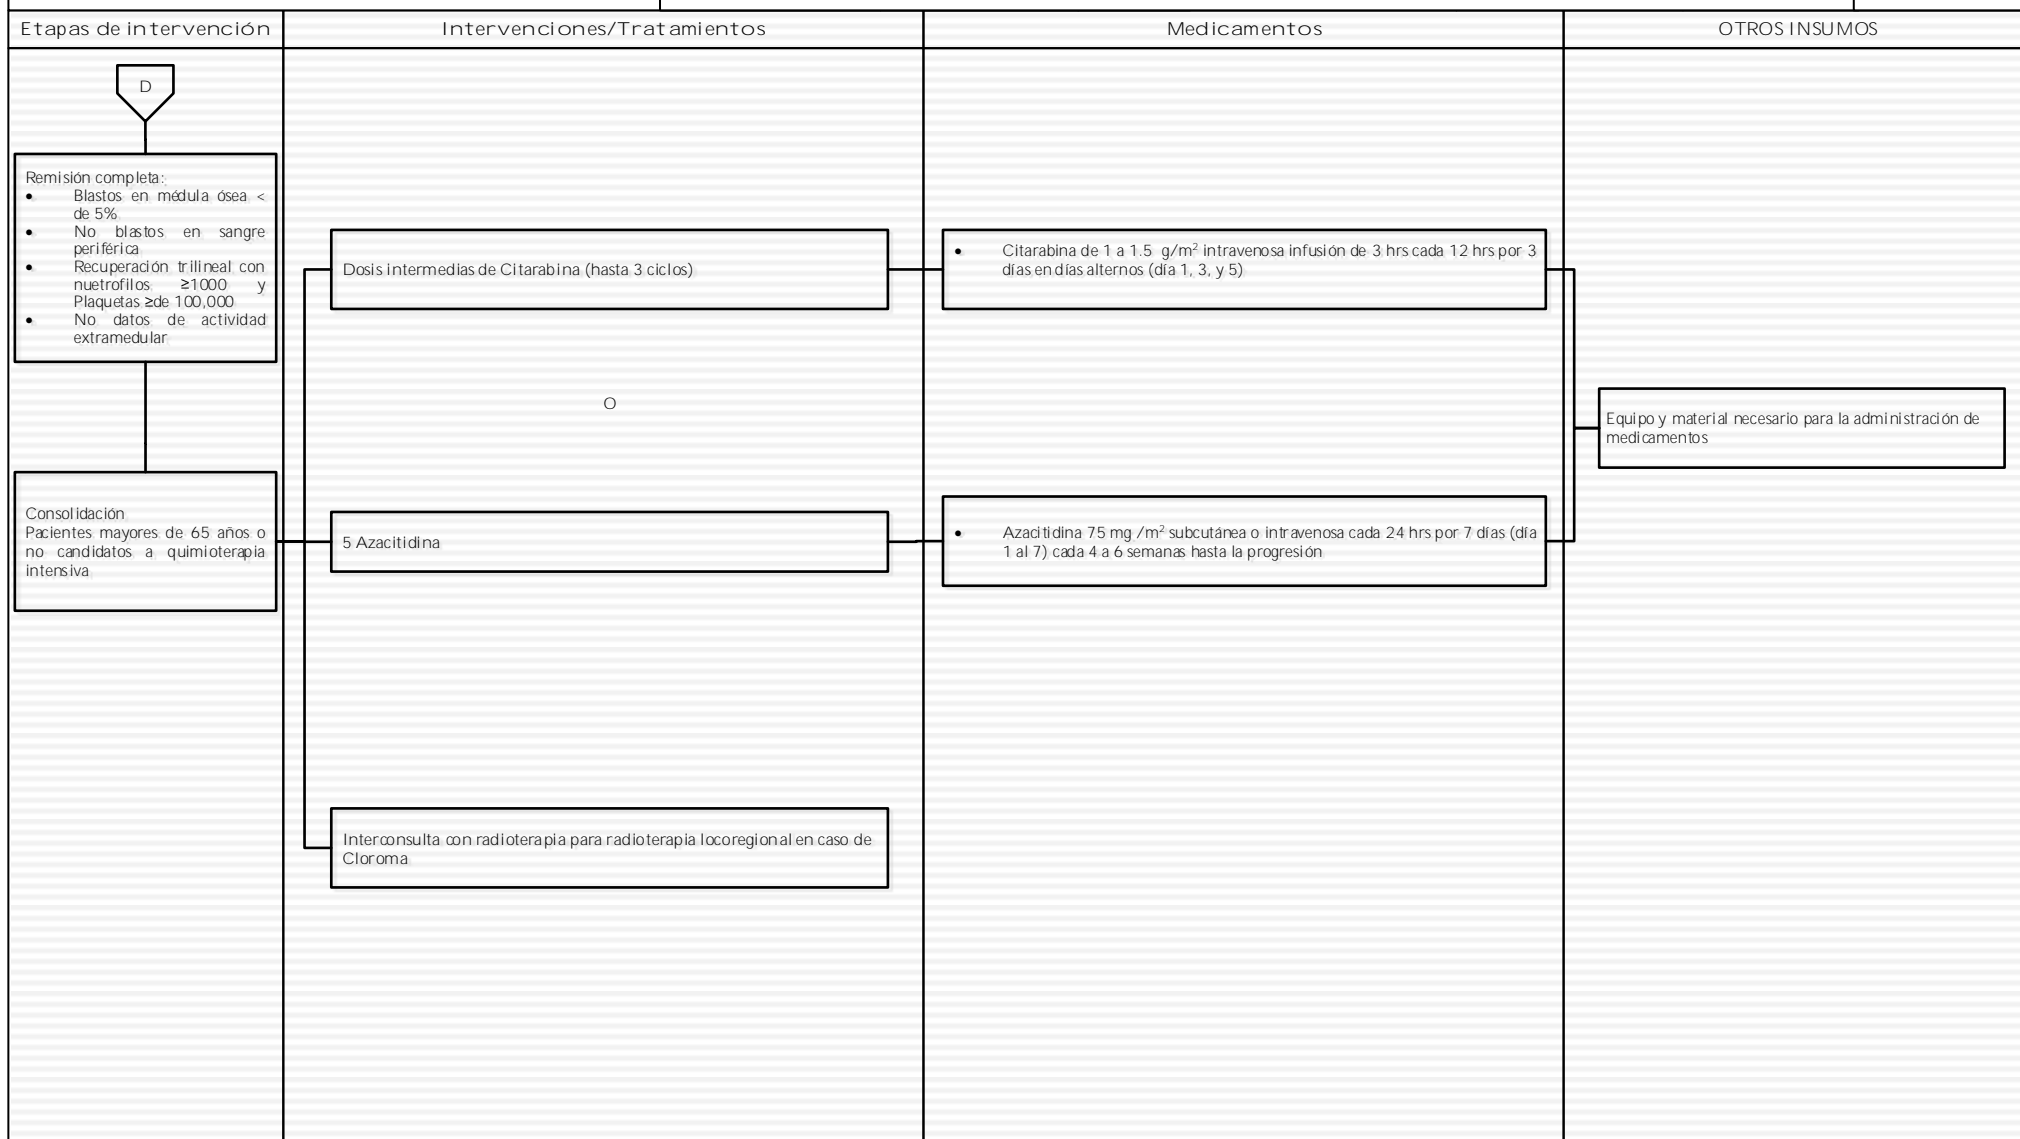 Etapas de intervención
Intervenciones/Tratamientos
Medicamentos
OTROS INSUMOS
D
Remisión completa:
• Blastos en médula ósea <
de 5%
• No blastos en sangre
periférica
• Recuperación trilineal con
nuetrofilos ≥1000 y
Plaquetas ≥de 100,000
• No datos de actividad
extramedular
Consolidación
Pacientes mayores de 65 años o
no candidatos a quimioterapia
intensiva
Dosis intermedias de Citarabina (hasta 3 ciclos)
O
5 Azacitidina
Interconsulta con radioterapia para radioterapia locoregional en caso de
Cloroma
• Citarabina de 1 a 1.5 g/m² intravenosa infusión de 3 hrs cada 12 hrs por 3
días en días alternos (día 1, 3, y 5)
• Azacitidina 75 mg /m² subcutánea o intravenosa cada 24 hrs por 7 días (día
1 al 7) cada 4 a 6 semanas hasta la progresión
Equipo y material necesario para la administración de
medicamentos